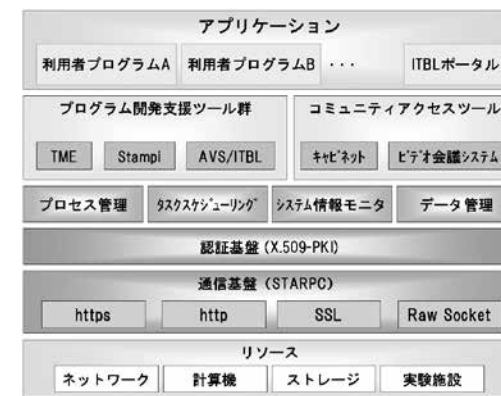 アプリケーション
利用者プログラムA 利用者プログラムB ・・・ ITBLポータル
プログラム開発支援ツール群 コミュニティアクセスツール
TME Stampi AVS/ITBL ｷｬﾋﾞﾈｯﾄ ﾋﾞﾃﾞｵ会議ｼｽﾃﾑ
プロセス管理 ﾀｽｸｽｹｼﾞｭｰﾘﾝｸﾞ ｼｽﾃﾑ情報モニタ データ管理
認証基盤 (X.509-PKI)
通信基盤 (STARPC)
https http SSL Raw Socket
リソース
ネットワーク 計算機 ストレージ 実験施設